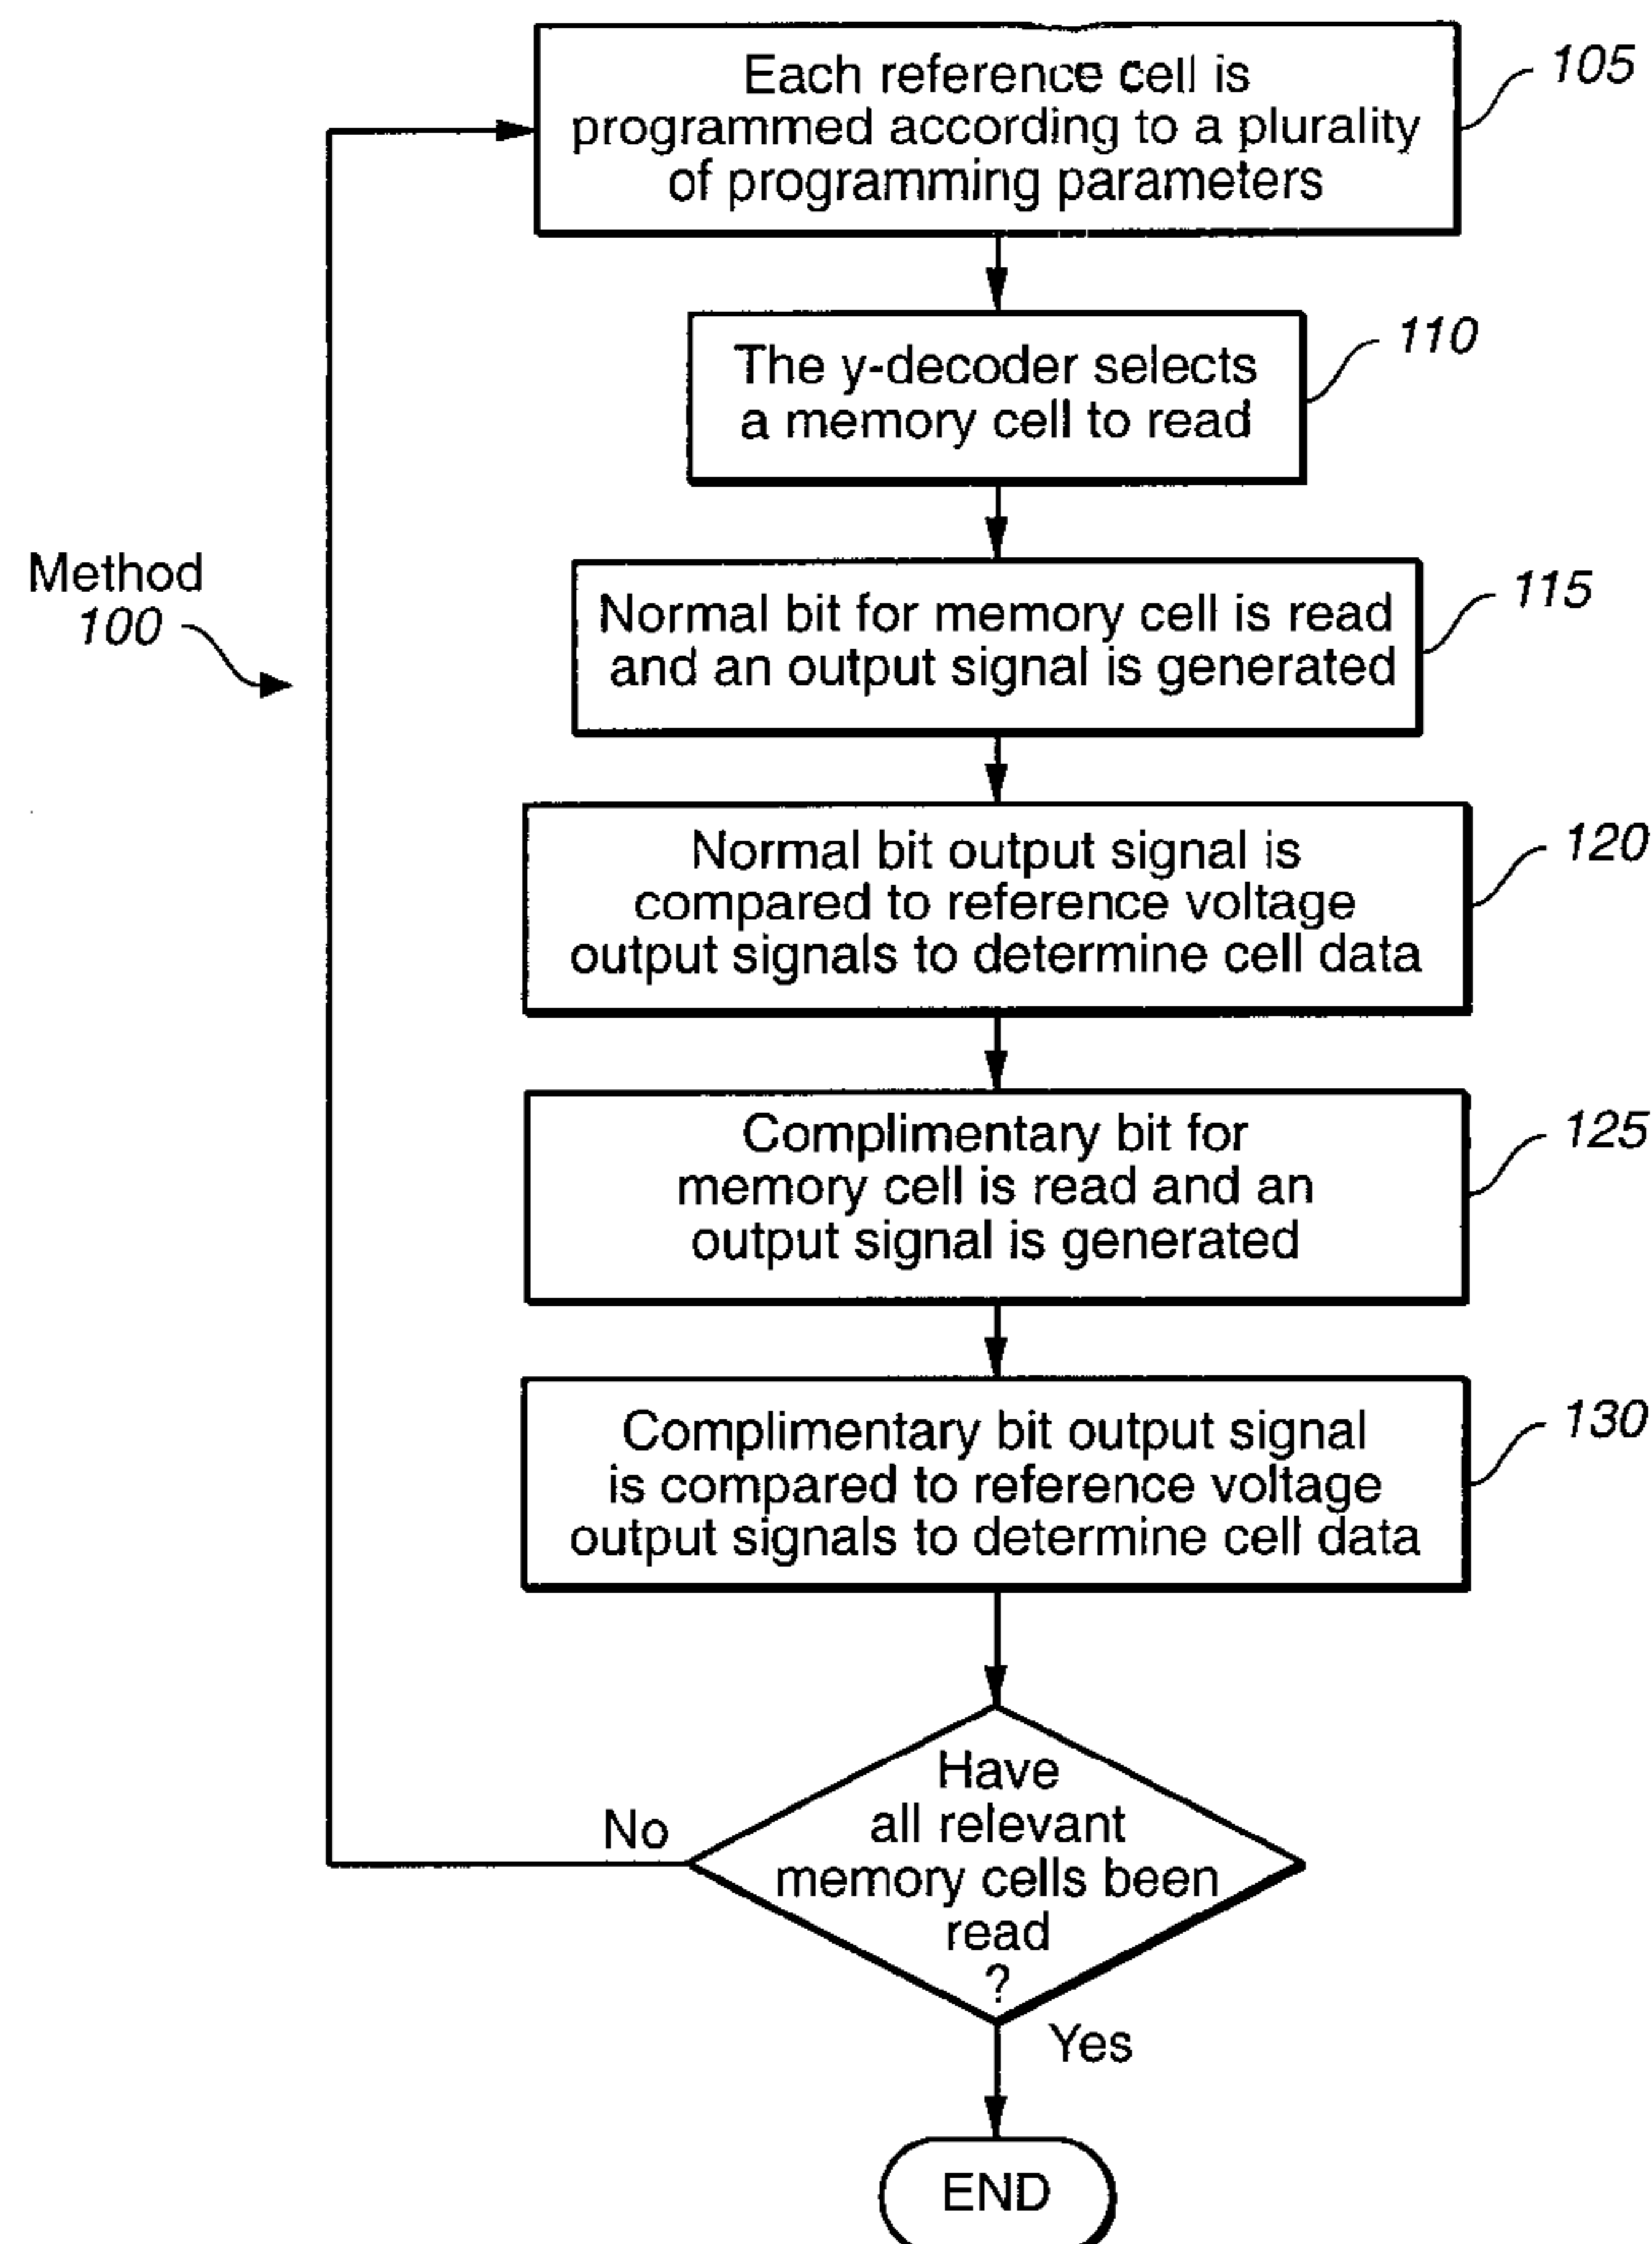 Each reference cell is
programmed according to a plurality
of programming parameters
105
The y-decoder selects
a memory cell to read
110
Method
100
Normal bit for memory cell is read
and an output signal is generated
115
Normal bit output signal is
compared to reference voltage
output signals to determine cell data
120
Complimentary bit for
memory cell is read and an
output signal is generated
125
Complimentary bit output signal
is compared to reference voltage
output signals to determine cell data
130
Have
all relevant
memory cells been
read
?
No
Yes
END